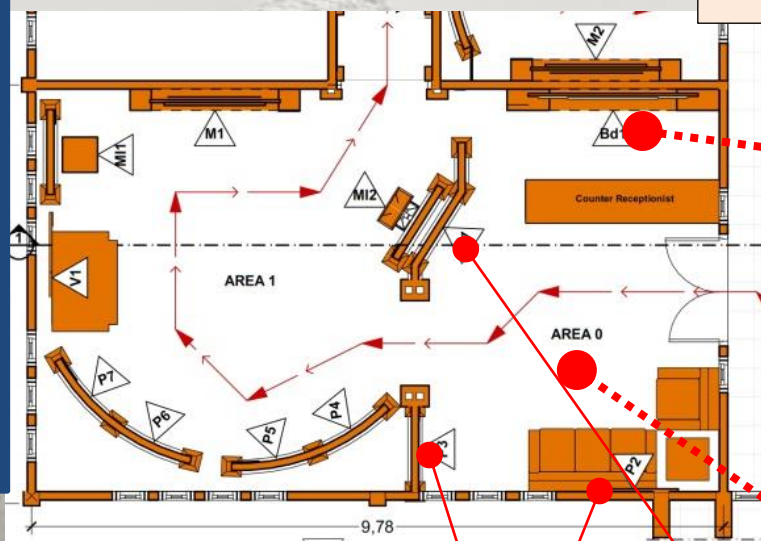 M2
M1
Bd1
MI1
MI2
Counter Receptionist
1
V1
AREA 1
AREA 0
P7
P6
P5
P4
P3
P2
9,78